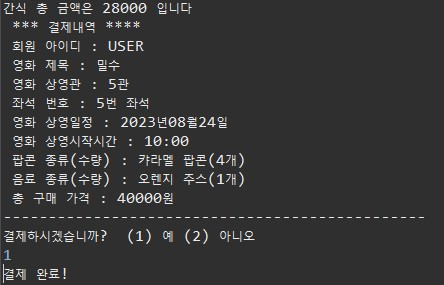 간식 총 금액은 28000 입니다
*** 결제내역 ****
회원 아이디 : USER
영화 제목 : 밀수
영화 상영관 : 5관
좌석 번호 : 5번 좌석
영화 상영일정 : 2023년08월24일
영화 상영시작시간 : 10:00
팝콘 종류(수량) : 캬라멜 팝콘(4개)
음료 종류(수량) : 오렌지 주스(1개)
총 구매 가격 : 40000원
-----------------------------------------------
결제하시겠습니까?  (1) 예 (2) 아니오
1
결제 완료!